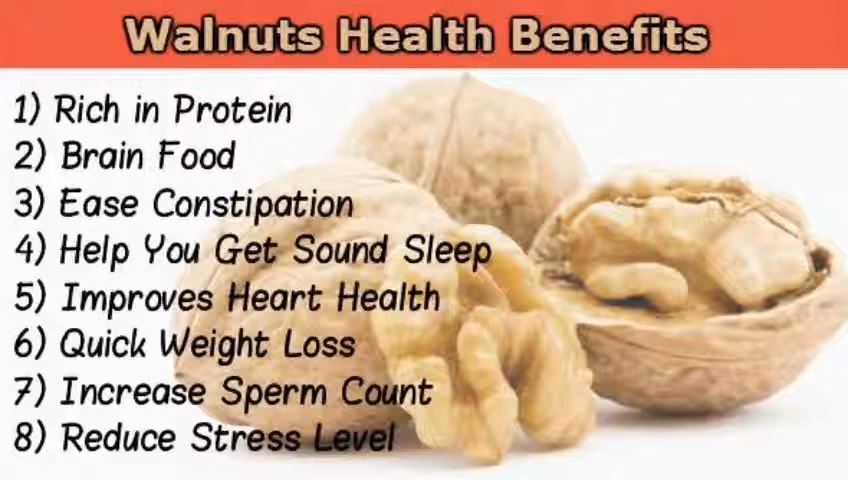 Walnuts Health Benefits
1) Rich in Protein
2) Brain Food
3) Ease Constipation
4) Help You Get Sound Sleep
5) Improves Heart Health
6) Quick Weight Loss
7) Increase Sperm Count
8) Reduce Stress Level